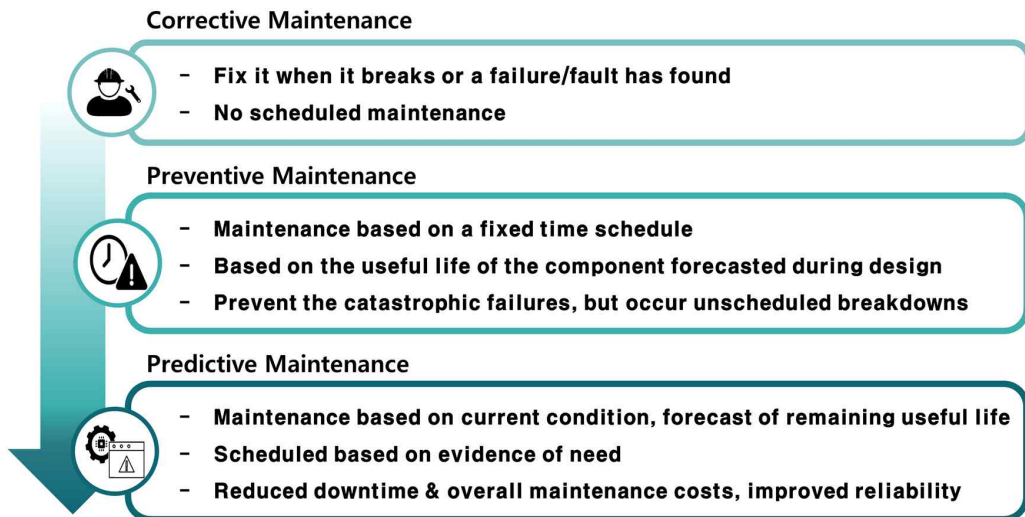 Corrective Maintenance
- Fix it when it breaks or a failure/fault has found
- No scheduled maintenance
Preventive Maintenance
- Maintenance based on a fixed time schedule
- Based on the useful life of the component forecasted during design
- Prevent the catastrophic failures, but occur unscheduled breakdowns
Predictive Maintenance
- Maintenance based on current condition, forecast of remaining useful life
- Scheduled based on evidence of need
- Reduced downtime & overall maintenance costs, improved reliability